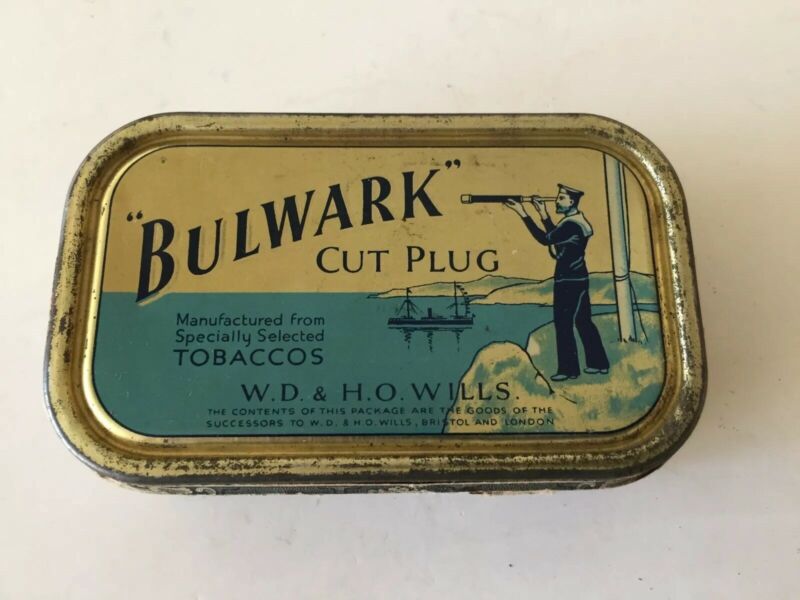 "BULWARK"
CUT PLUG
Manufactured from
Specially Selected
TOBACCOS
W.D. & H.O. WILLS.
THE CONTENTS OF THIS PACKAGE ARE THE GOODS OF THE
SUCCESSORS TO W. D. & H. O. WILLS, BRISTOL AND LONDON